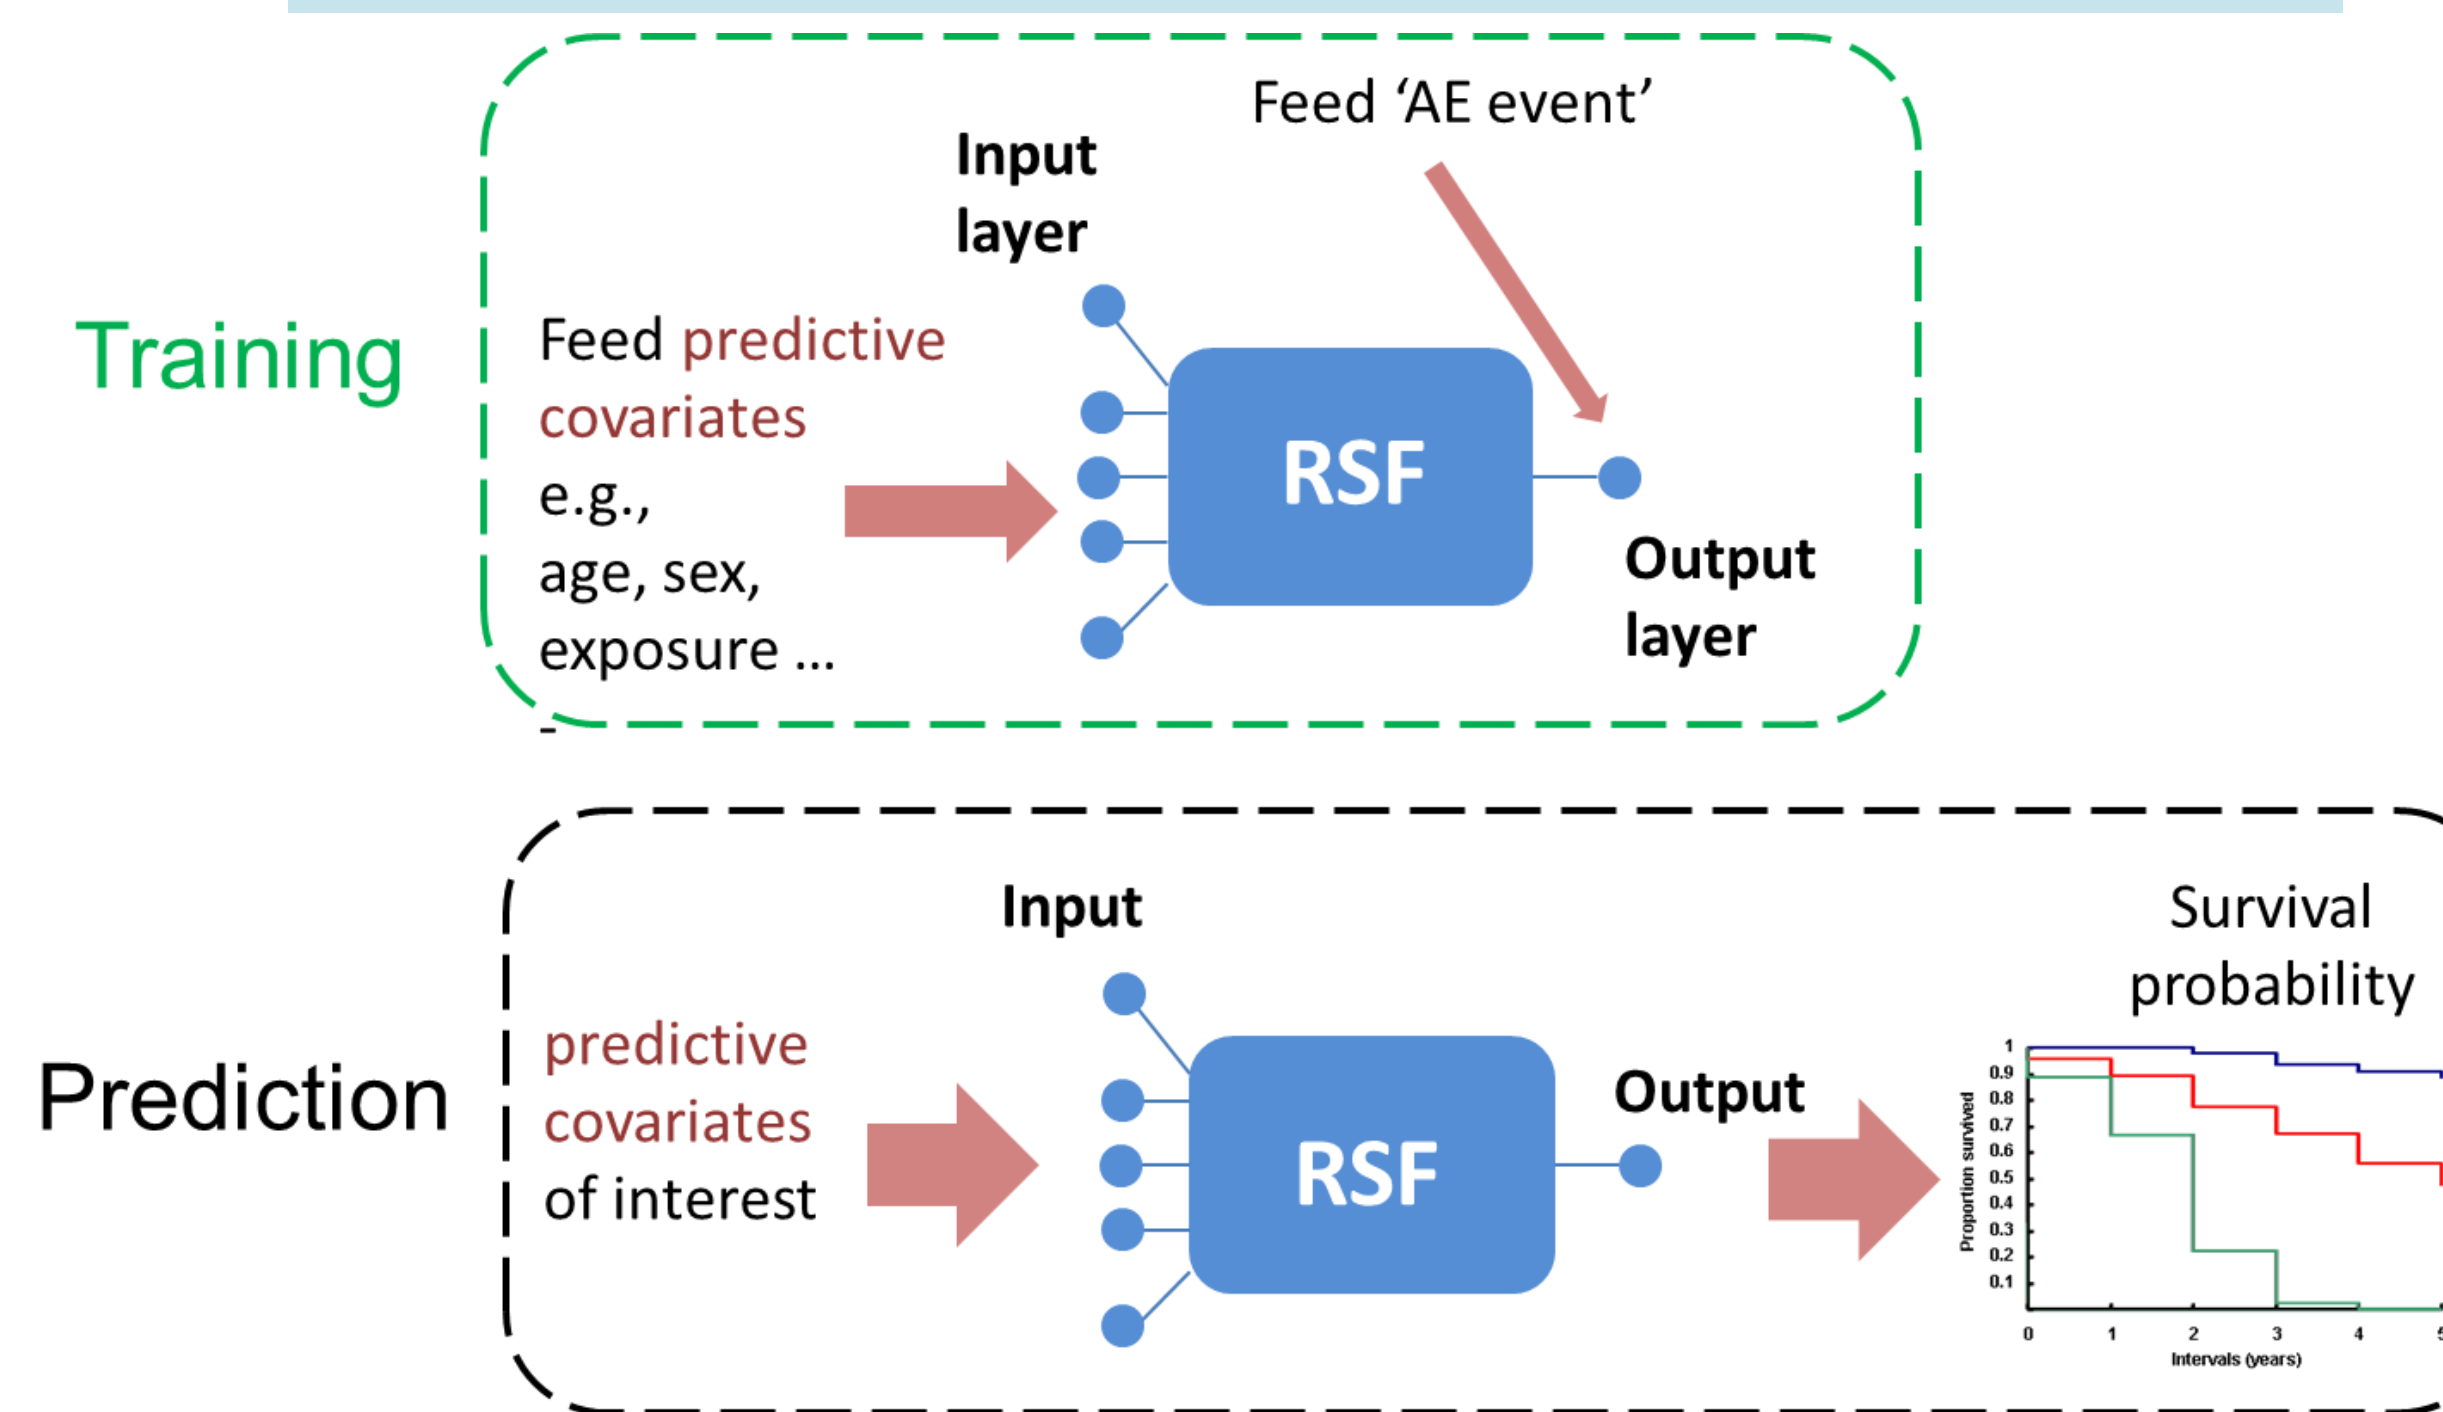 Training
Feed ‘AE event’
Input
layer
Feed predictive
covariates
e.g.,
age, sex,
exposure ...
-
RSF
Output
layer
Prediction
Input
predictive
covariates
of interest
RSF
Output
Survival
probability
Proportion survived
1
0.9
0.8
0.7
0.6
0.5
0.4
0.3
0.2
0.1
0 1 2 3 4
Intervals (years)